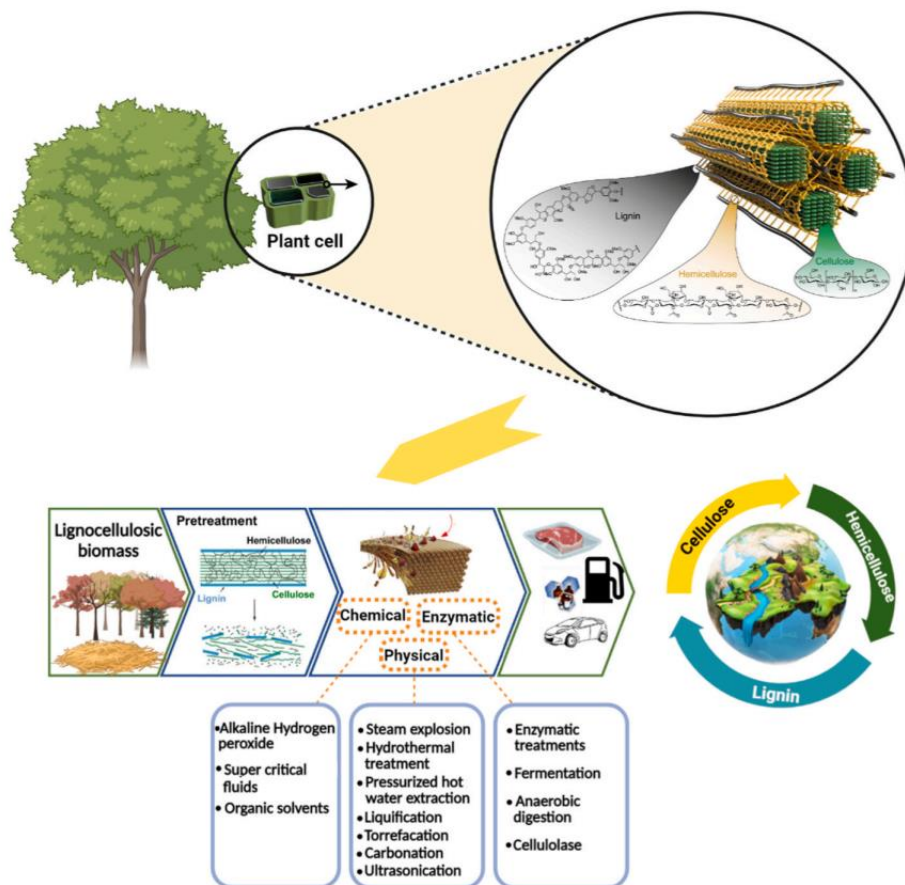 Plant cell
Lignin
Hemicellulose
Cellulose
Lignocellulosic
biomass
Pretreatment
Hemicellulose
Lignin
Cellulose
Chemical
Enzymatic
Physical
Cellulose
Hemicellulose
Lignin
•Alkaline Hydrogen
peroxide
• Super critical
fluids
• Organic solvents
• Steam explosion
• Hydrothermal
treatment
• Pressurized hot
water extraction
• Liquification
• Torrefacation
• Carbonation
• Ultrasonication
• Enzymatic
treatments
• Fermentation
• Anaerobic
digestion
• Cellulolase